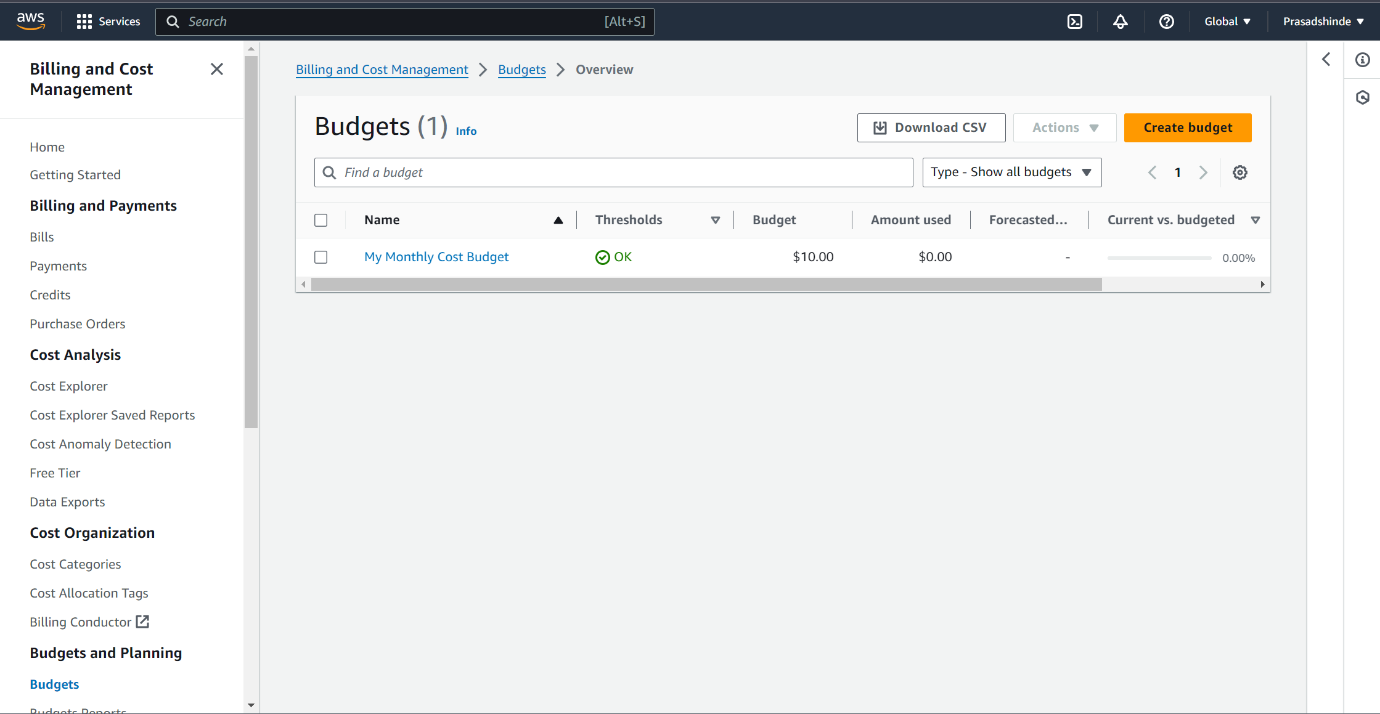 aws Services Search [Alt+S] Global Prasadshinde
Billing and Cost
Management
Home
Getting Started
Billing and Payments
Bills
Payments
Credits
Purchase Orders
Cost Analysis
Cost Explorer
Cost Explorer Saved Reports
Cost Anomaly Detection
Free Tier
Data Exports
Cost Organization
Cost Categories
Cost Allocation Tags
Billing Conductor
Budgets and Planning
Budgets
Budgets Reports
Billing and Cost Management > Budgets > Overview
Budgets (1) Info Download CSV Actions Create budget
Find a budget Type - Show all budgets 1
Name Thresholds Budget Amount used Forecasted... Current vs. budgeted
My Monthly Cost Budget OK $10.00 $0.00 - 0.00%